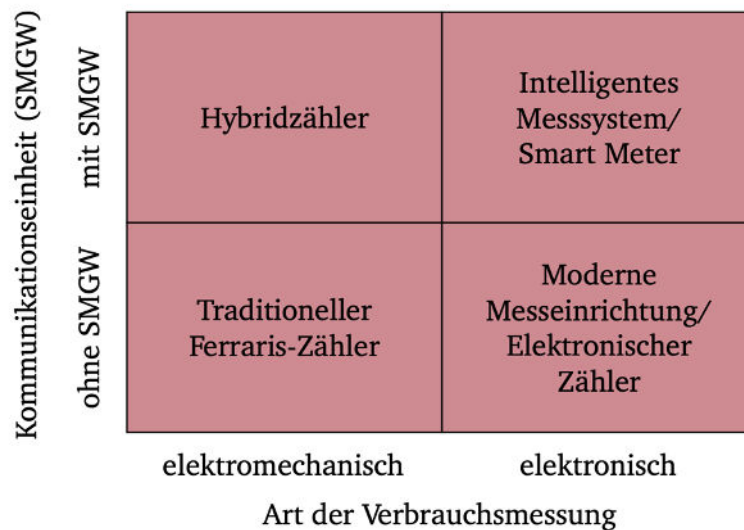 Kommunikationseinheit (SMGW)
mit SMGW
ohne SMGW
Hybridzähler
Intelligentes
Messsystem/
Smart Meter
Traditioneller
Ferraris-Zähler
Moderne
Messeinrichtung/
Elektronischer
Zähler
elektromechanisch
elektronisch
Art der Verbrauchsmessung